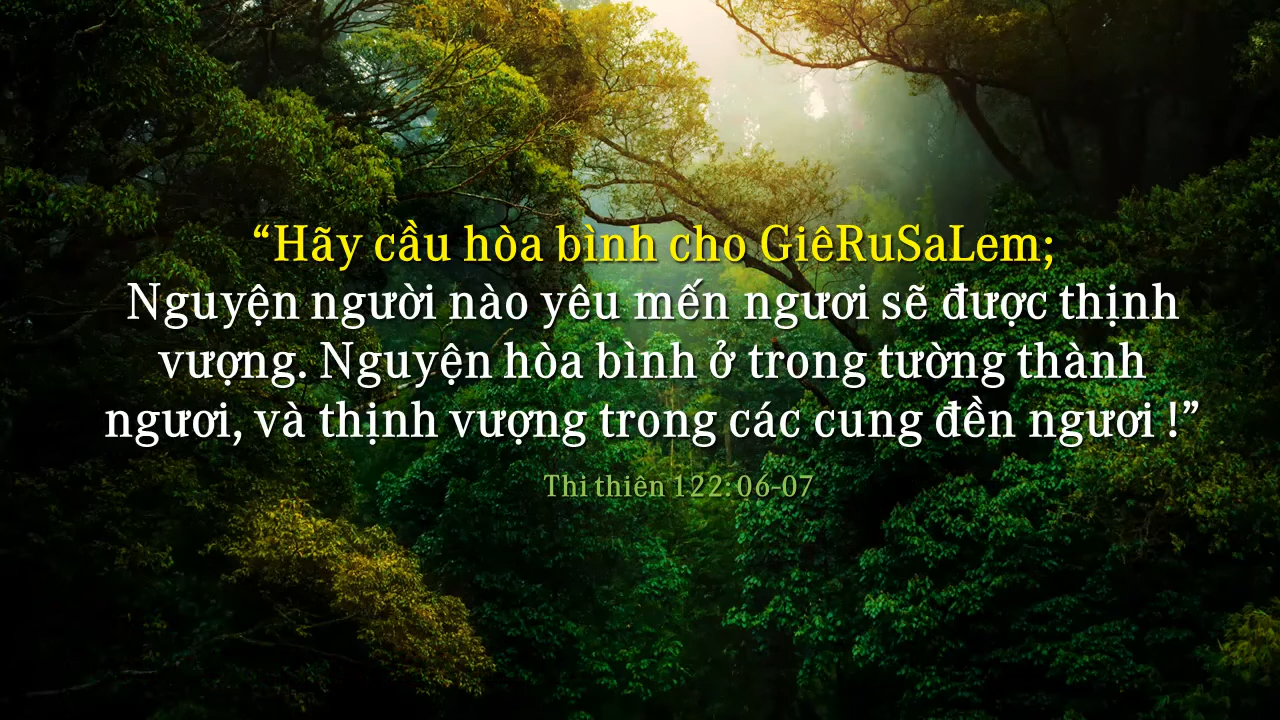 “Hãy cầu hòa bình cho GiêRuSaLem;
Nguyện người nào yêu mến ngươi sẽ được thịnh
vượng. Nguyện hòa bình ở trong tường thành
ngươi, và thịnh vượng trong các cung đền ngươi !”
Thi thiên 122:06-07